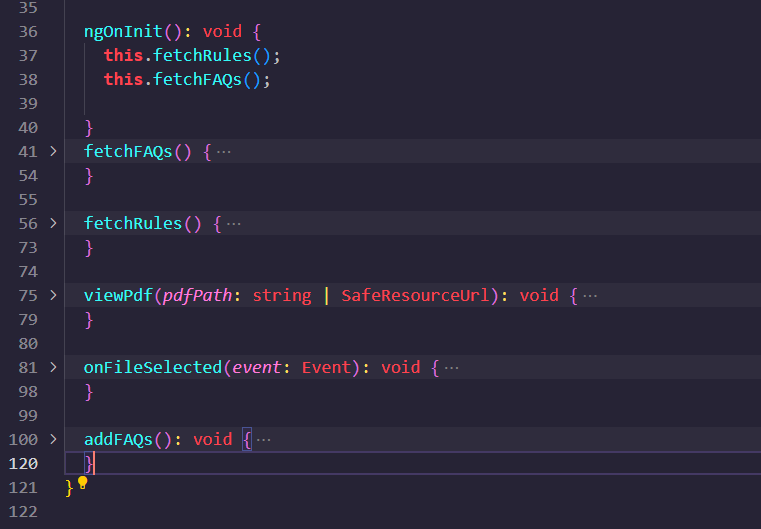 35
36 ngOnInit(): void {
37 this.fetchRules();
38 this.fetchFAQs();
39
40 }
41 > fetchFAQs() { ···
54 }
55
56 > fetchRules() { ···
73 }
74
75 > viewPdf(pdfPath: string | SafeResourceUrl): void { ···
79 }
80
81 > onFileSelected(event: Event): void { ···
98 }
99
100 > addFAQs(): void { ···
120 }
121 }
122